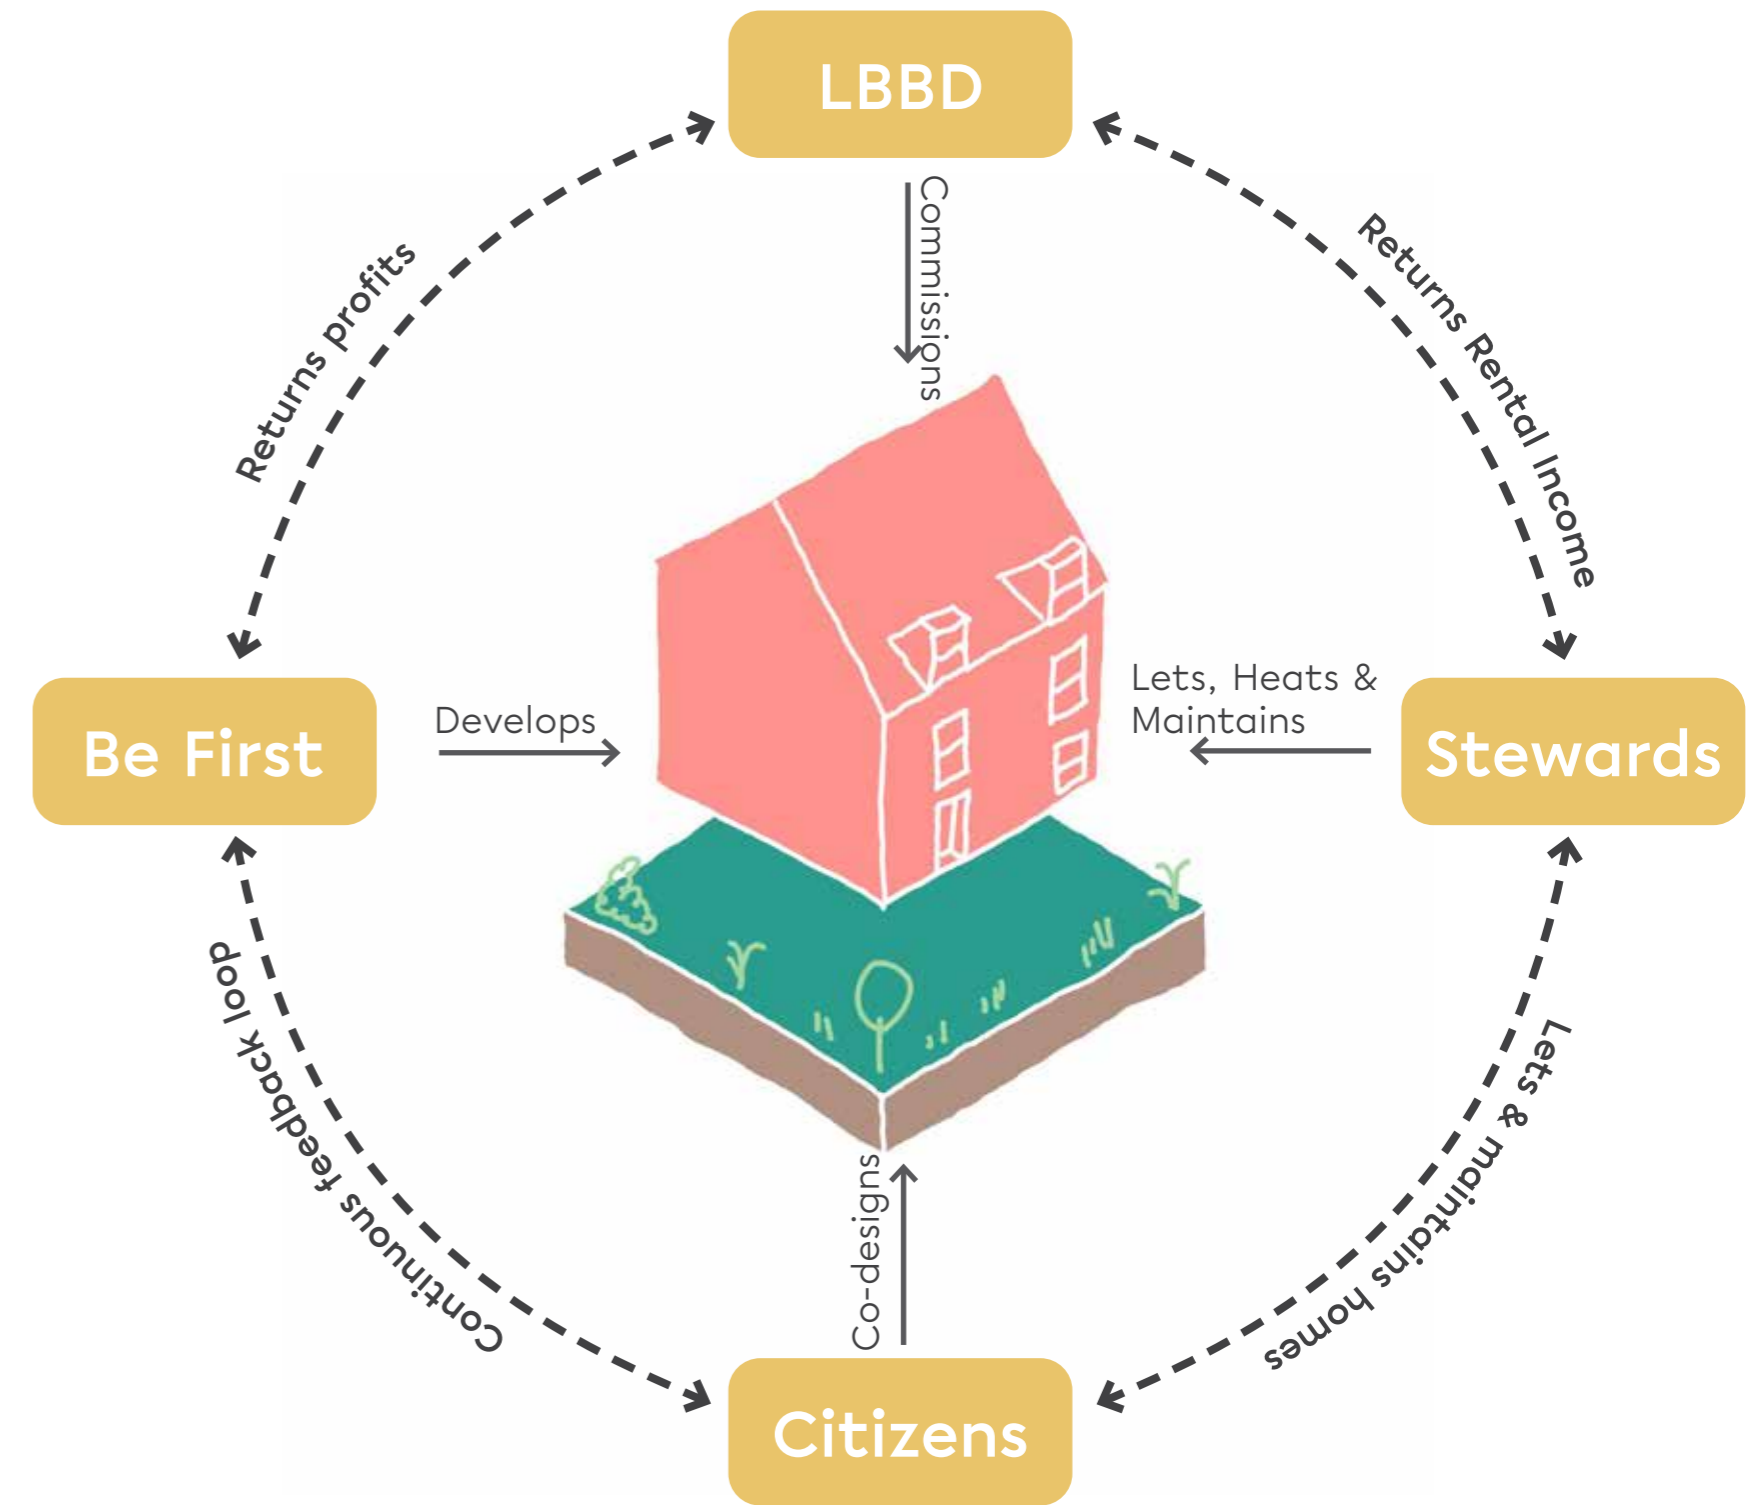 LBBD
Commissions
Returns profits
Returns Rental Income
Be First
Develops
Lets, Heats &
Maintains
Stewards
Continuous feedback loop
Lets & maintains homes
Co-designs
Citizens